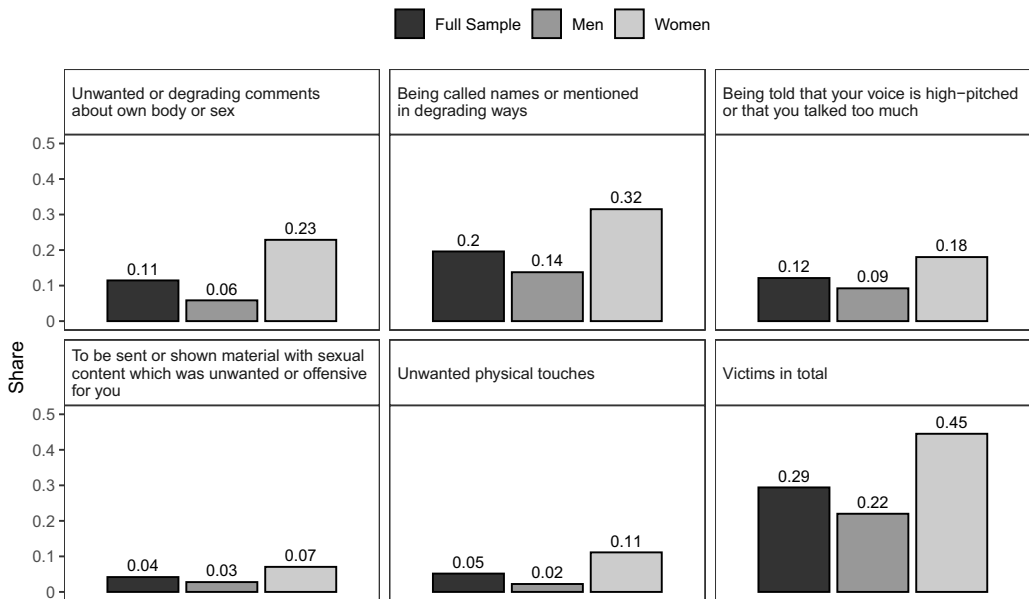 Full Sample Men Women
Unwanted or degrading comments
about own body or sex
Being called names or mentioned
in degrading ways
Being told that your voice is high−pitched
or that you talked too much
0.5
0.4
0.3
0.2
0.1
0
0.11
0.06
0.23
0.2
0.14
0.32
0.12
0.09
0.18
Share
To be sent or shown material with sexual
content which was unwanted or offensive
for you
Unwanted physical touches
Victims in total
0.5
0.4
0.3
0.2
0.1
0
0.04
0.03
0.07
0.05
0.02
0.11
0.29
0.22
0.45